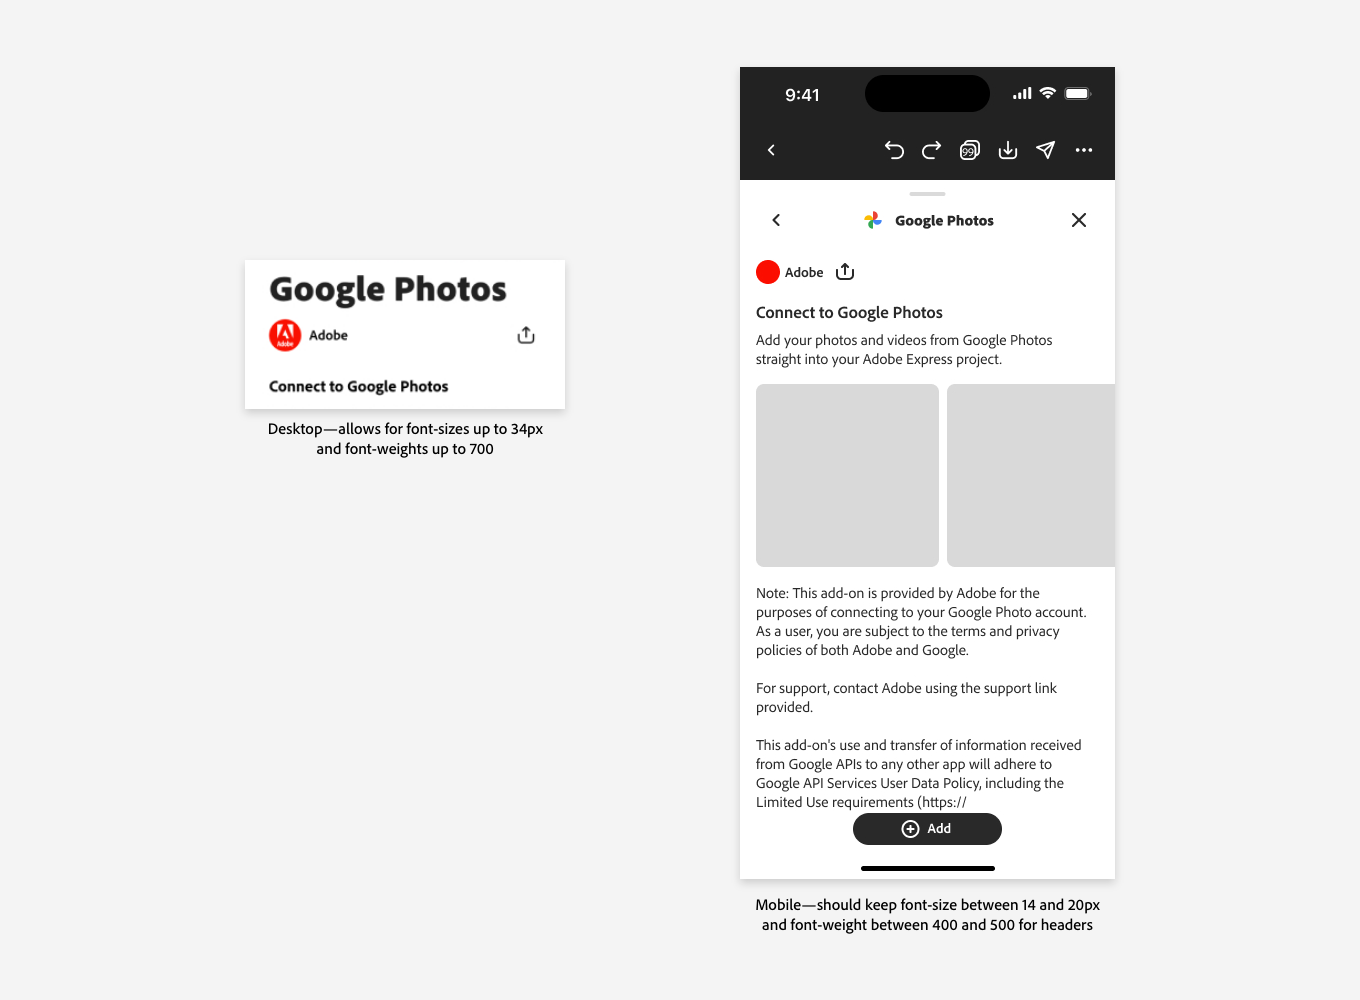 Google Photos
Adobe
Adobe
Connect to Google Photos
Desktop—allows for font-sizes up to 34px
and font-weights up to 700
9:41
99
Google Photos
Adobe
Connect to Google Photos
Add your photos and videos from Google Photos
straight into your Adobe Express project.
Note: This add-on is provided by Adobe for the
purposes of connecting to your Google Photo account.
As a user, you are subject to the terms and privacy
policies of both Adobe and Google.
For support, contact Adobe using the support link
provided.
This add-on's use and transfer of information received
from Google APIs to any other app will adhere to
Google API Services User Data Policy, including the
Limited Use requirements (https://
Add
Mobile—should keep font-size between 14 and 20px
and font-weight between 400 and 500 for headers